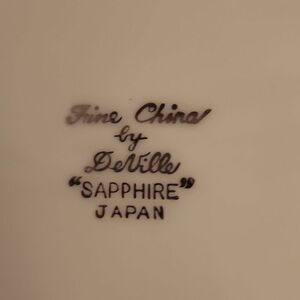 Fine China
by
DeVille
"SAPPHIRE"
JAPAN